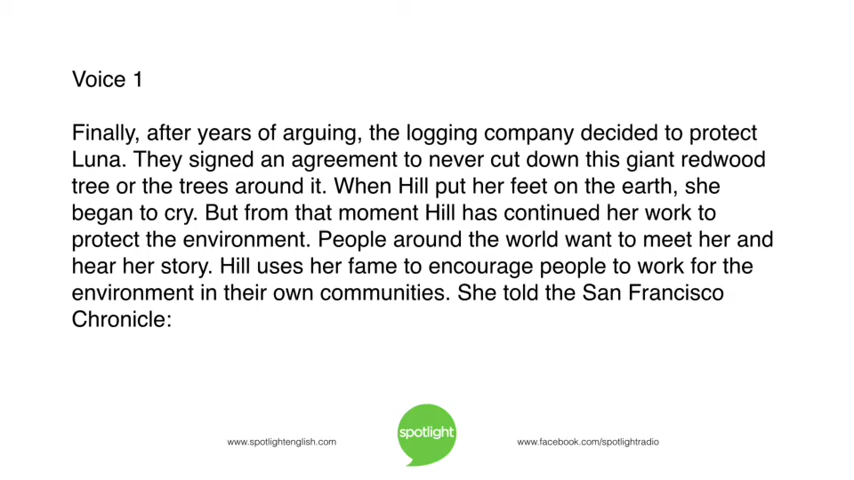 Voice 1
Finally, after years of arguing, the logging company decided to protect
Luna. They signed an agreement to never cut down this giant redwood
tree or the trees around it. When Hill put her feet on the earth, she
began to cry. But from that moment Hill has continued her work to
protect the environment. People around the world want to meet her and
hear her story. Hill uses her fame to encourage people to work for the
environment in their own communities. She told the San Francisco
Chronicle:
spotlight
www.spotlightenglish.com
www.facebook.com/spotlightradio